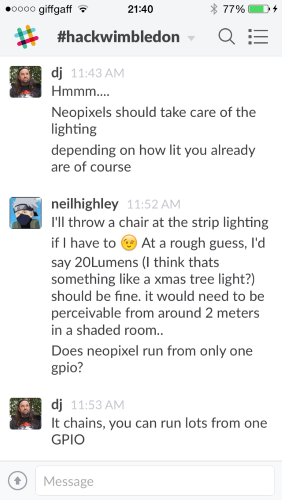 giffgaff 21:40 77%
#hackwimbledon
dj 11:43 AM
Hmmm....
Neopixels should take care of the
lighting
depending on how lit you already
are of course
neilhighley 11:52 AM
I'll throw a chair at the strip lighting
if I have to 😉 At a rough guess, I'd
say 20Lumens (I think thats
something like a xmas tree light?)
should be fine. it would need to be
perceivable from around 2 meters
in a shaded room..
Does neopixel run from only one
gpio?
dj 11:53 AM
It chains, you can run lots from one
GPIO
Message